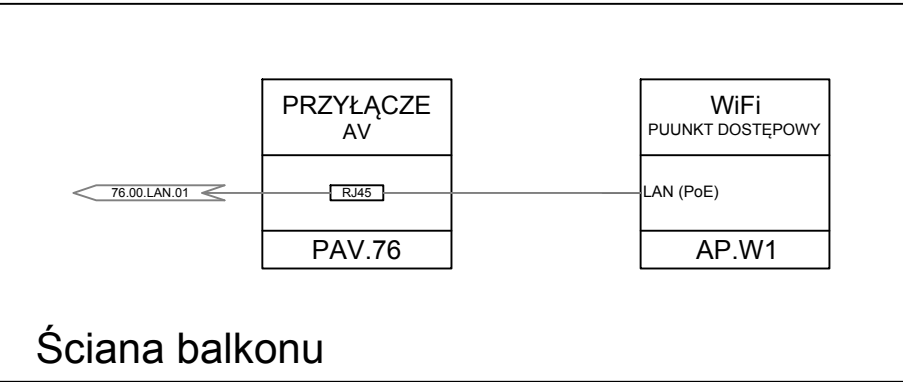 PRZYŁĄCZE
AV
WiFi
PUUNKT DOSTĘPOWY
76.00.LAN.01
RJ45
LAN (PoE)
PAV.76
AP.W1
Ściana balkonu